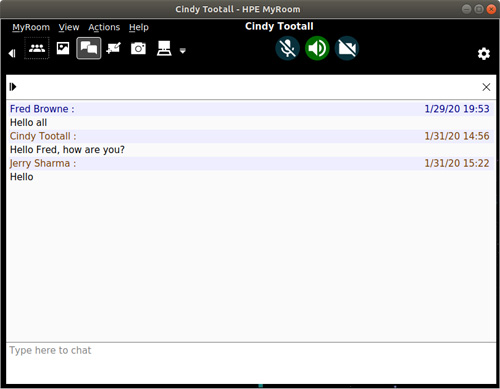 Cindy Tootall - HPE MyRoom
MyRoom View Actions Help
Cindy Tootall
Fred Browne : 1/29/20 19:53
Hello all
Cindy Tootall : 1/31/20 14:56
Hello Fred, how are you?
Jerry Sharma : 1/31/20 15:22
Hello
Type here to chat